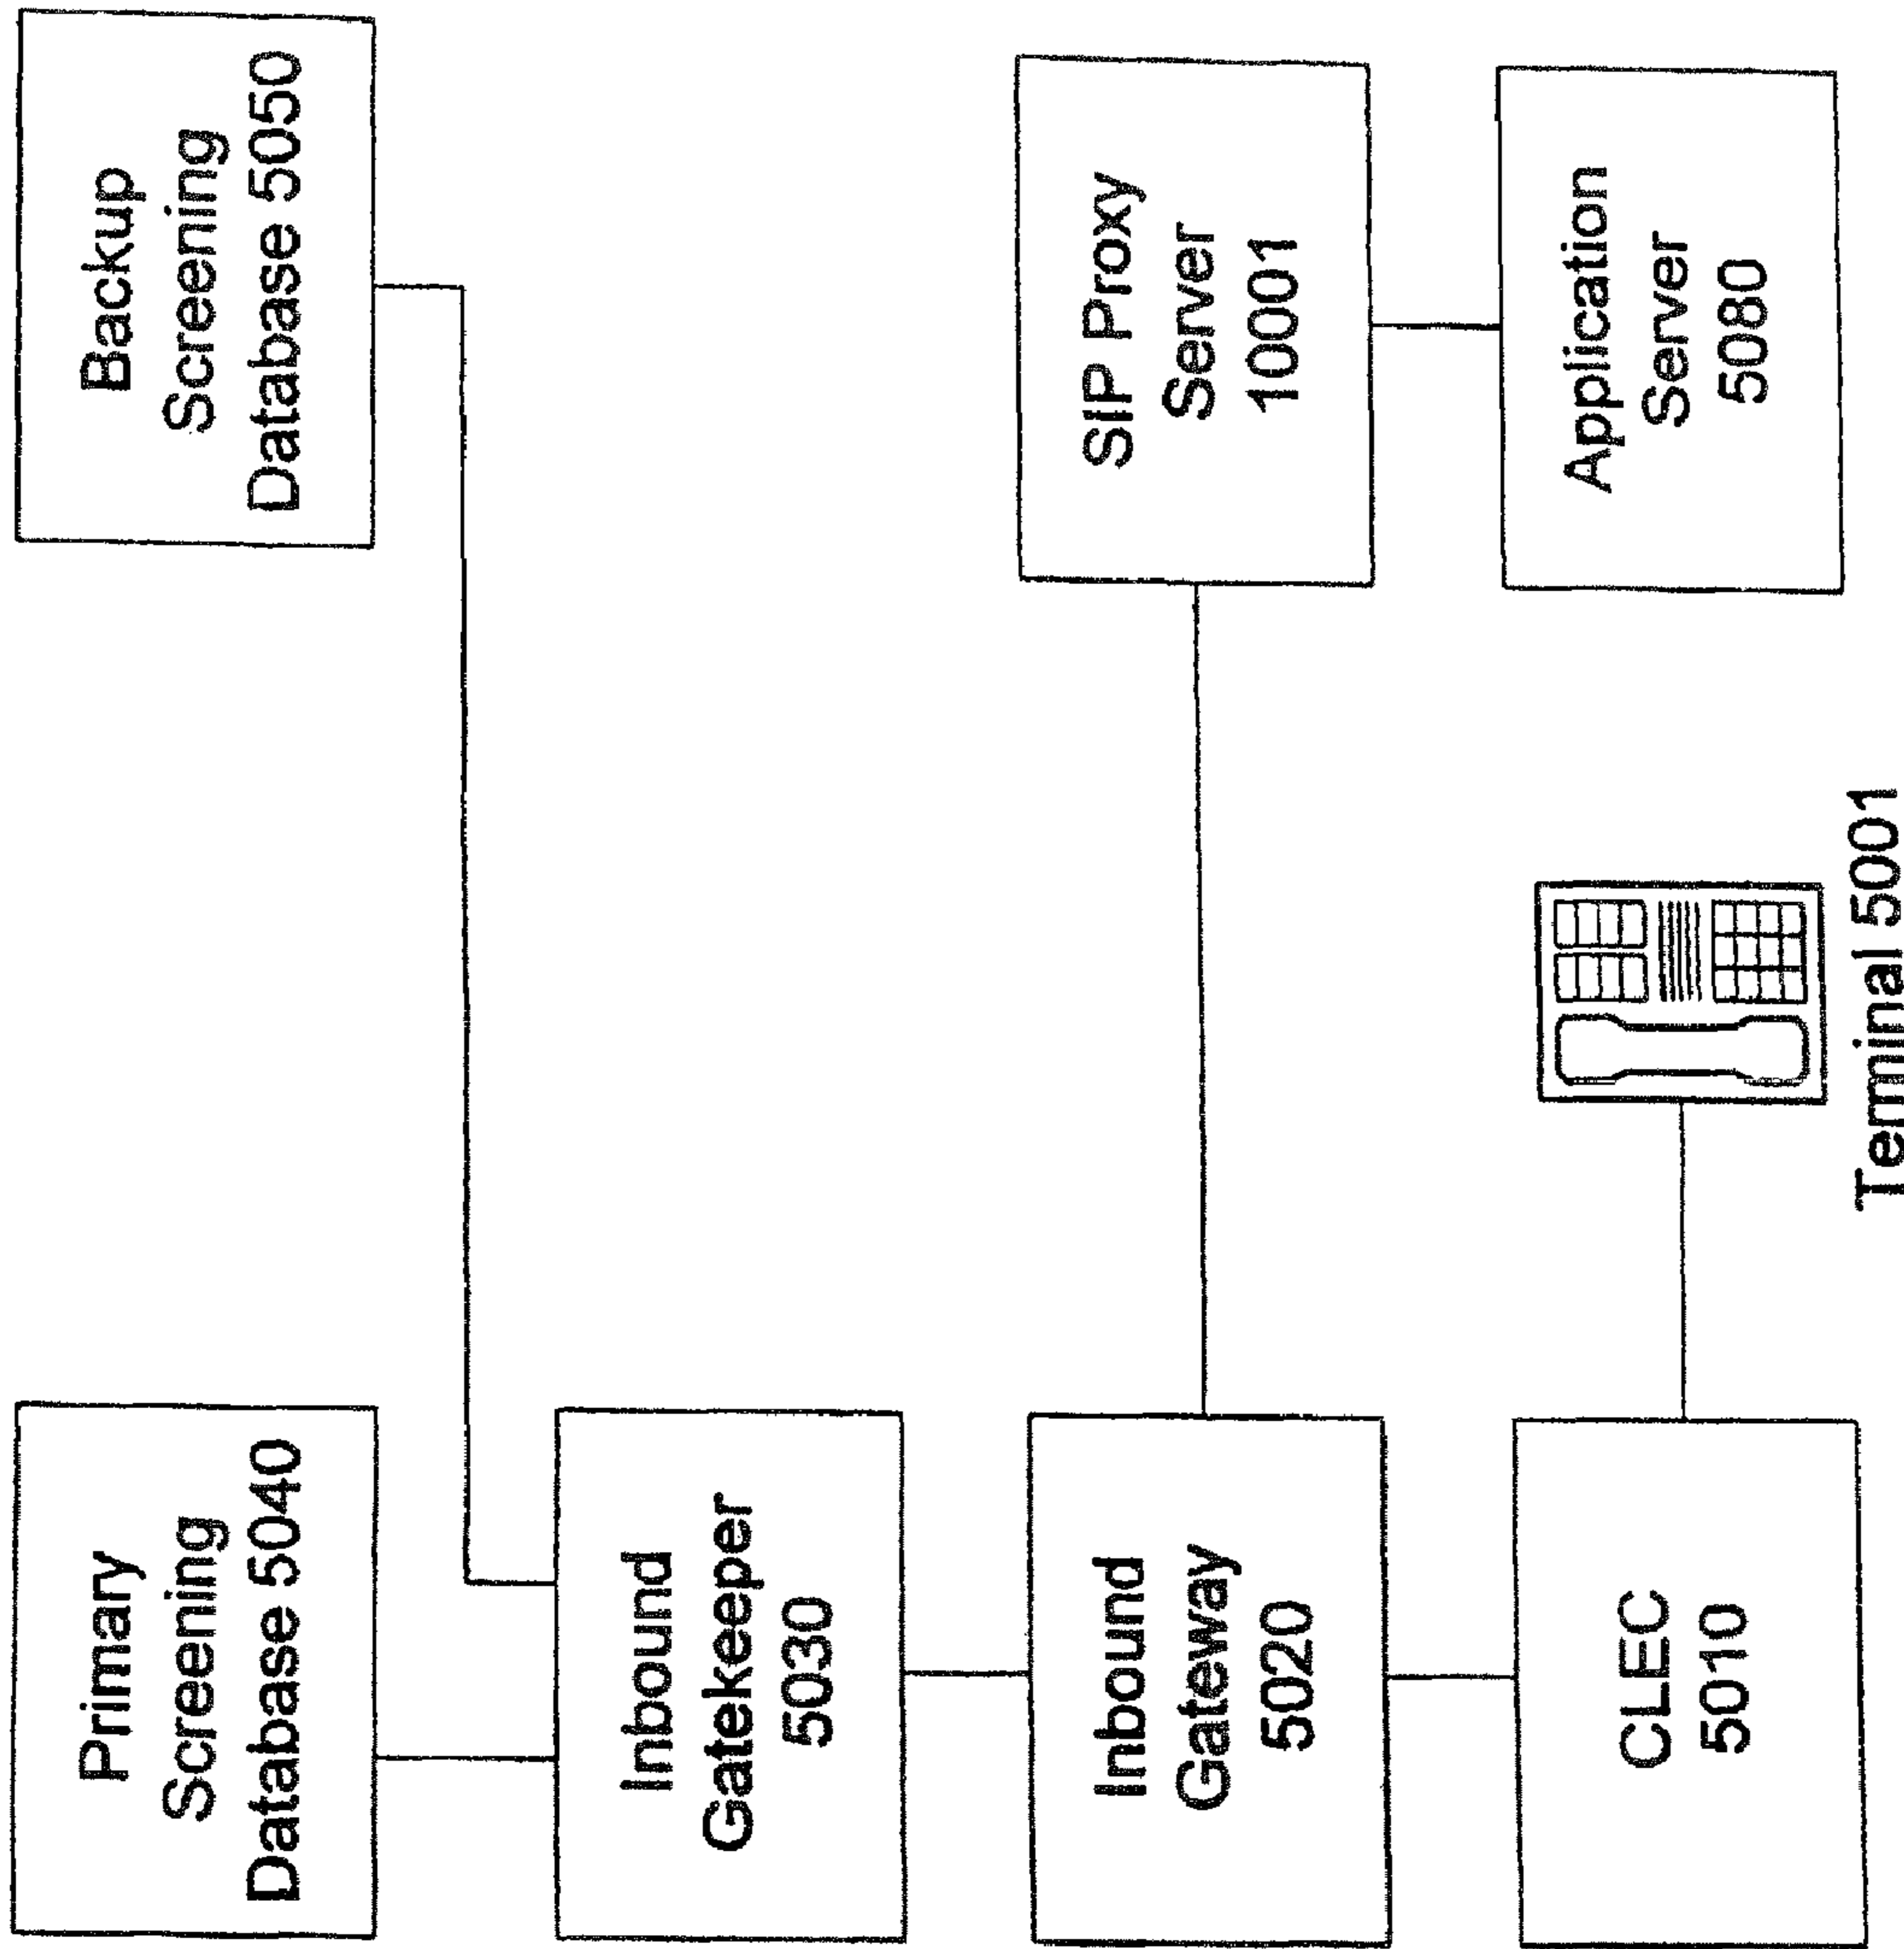 Primary
Screening
Database 5040
Backup
Screening
Database 5050
Inbound
Gatekeeper
5030
Inbound
Gateway
5020
SIP Proxy
Server
10001
CLEC
5010
Terminal 5001
Application
Server
5080